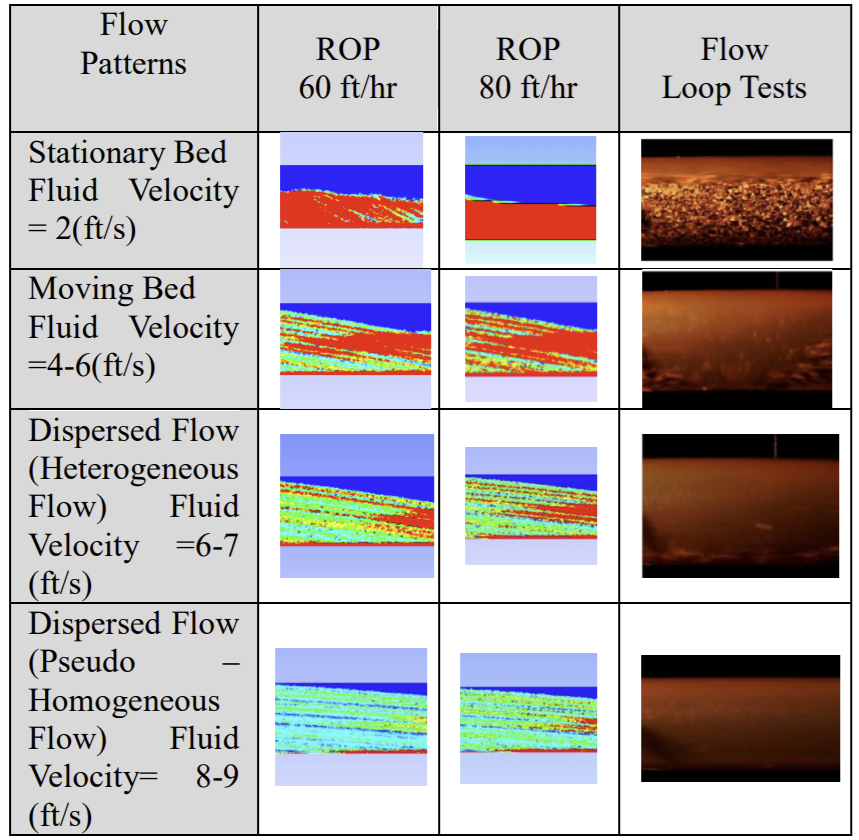 Flow
Patterns
ROP
60 ft/hr
ROP
80 ft/hr
Flow
Loop Tests
Stationary Bed
Fluid Velocity
= 2(ft/s)
Moving Bed
Fluid Velocity
=4-6(ft/s)
Dispersed Flow
(Heterogeneous
Flow) Fluid
Velocity =6-7
(ft/s)
Dispersed Flow
(Pseudo –
Homogeneous
Flow) Fluid
Velocity= 8-9
(ft/s)